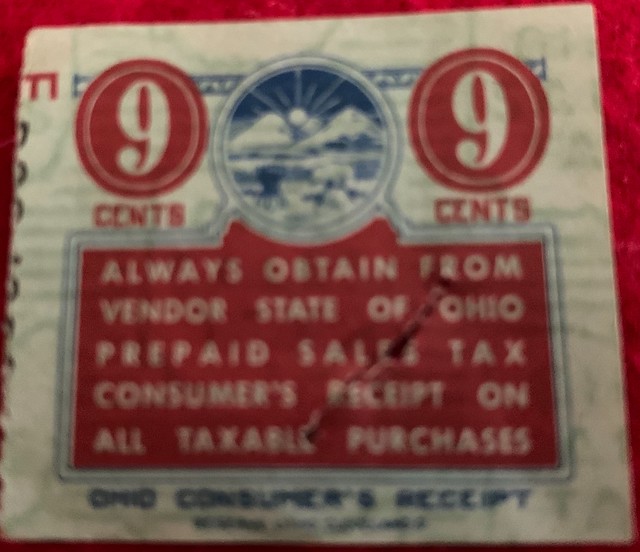 F
9 9
CENTS CENTS
ALWAYS OBTAIN FROM
VENDOR STATE OF OHIO
PREPAID SALES TAX
CONSUMER'S RECEIPT ON
ALL TAXABLE PURCHASES
OHIO CONSUMER'S RECEIPT